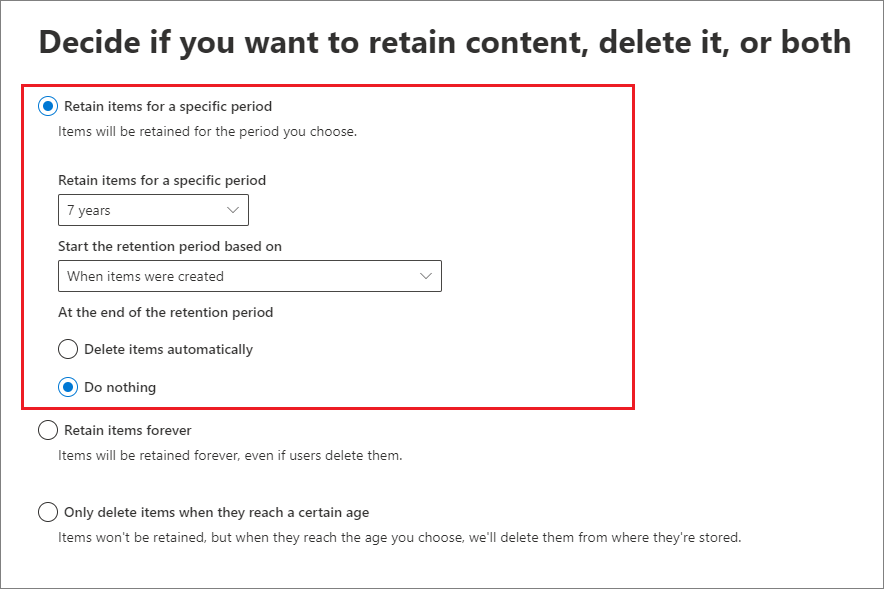 Decide if you want to retain content, delete it, or both
Retain items for a specific period
Items will be retained for the period you choose.
Retain items for a specific period
7 years
Start the retention period based on
When items were created
At the end of the retention period
Delete items automatically
Do nothing
Retain items forever
Items will be retained forever, even if users delete them.
Only delete items when they reach a certain age
Items won't be retained, but when they reach the age you choose, we'll delete them from where they're stored.